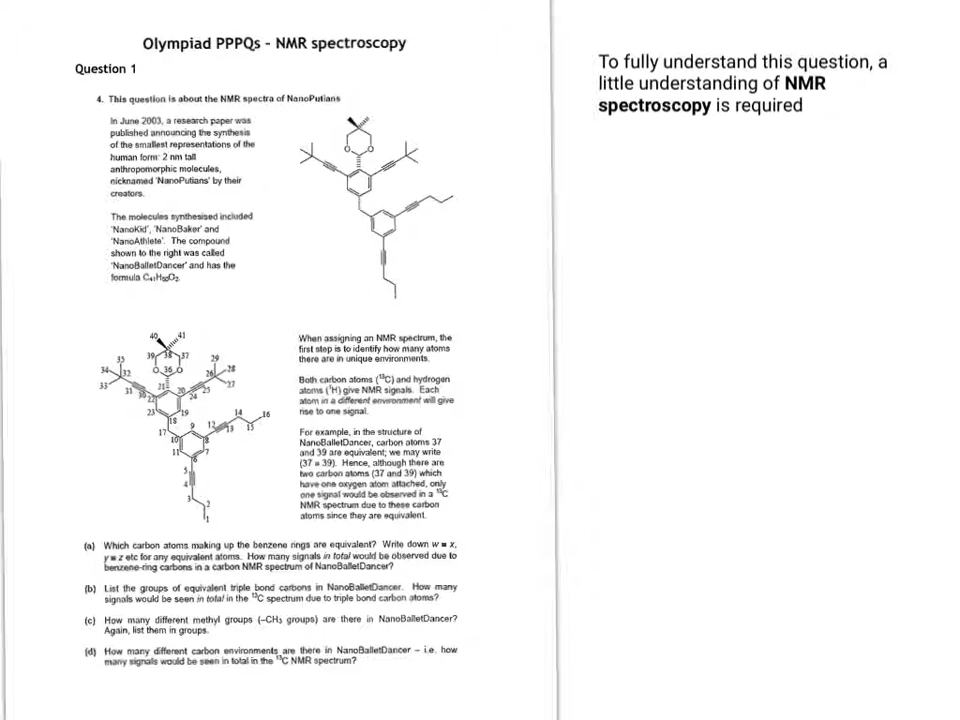 Olympiad PPPQs - NMR spectroscopy
Question 1
4. This question is about the NMR spectra of NanoPutians
In June 2003, a research paper was
published announcing the synthesis
of the smallest representations of the
human form: 2 nm tall
anthropomorphic molecules,
nicknamed 'NanoPutians' by their
creators.
The molecules synthesised included
'NanoKid', 'NanoBaker' and
'NanoAthlete'. The compound
shown to the right was called
'NanoBalletDancer' and has the
formula C₄₁H₅₀O₂.
When assigning an NMR spectrum, the
first step is to identify how many atoms
there are in unique environments.
Both carbon atoms (¹³C) and hydrogen
atoms (¹H) give NMR signals. Each
atom in a different environment will give
rise to one signal.
For example, in the structure of
NanoBalletDancer, carbon atoms 37
and 39 are equivalent; we may write
(37 ≡ 39). Hence, although there are
two carbon atoms (37 and 39) which
have one oxygen atom attached, only
one signal would be observed in a ¹³C
NMR spectrum due to these carbon
atoms since they are equivalent.
(a) Which carbon atoms making up the benzene rings are equivalent? Write down w ≡ x,
y ≡ z etc for any equivalent atoms. How many signals in total would be observed due to
benzene-ring carbons in a carbon NMR spectrum of NanoBalletDancer?
(b) List the groups of equivalent triple bond carbons in NanoBalletDancer. How many
signals would be seen in total in the ¹³C spectrum due to triple bond carbon atoms?
(c) How many different methyl groups (–CH₃ groups) are there in NanoBalletDancer?
Again, list them in groups.
(d) How many different carbon environments are there in NanoBalletDancer – i.e. how
many signals would be seen in total in the ¹³C NMR spectrum?
To fully understand this question, a
little understanding of NMR
spectroscopy is required